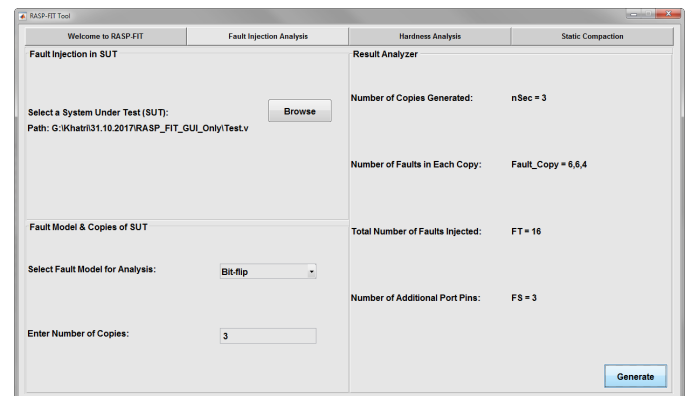 RASP-FIT Tool
Welcome to RASP-FIT
Fault Injection Analysis
Hardness Analysis
Static Compaction
Fault Injection in SUT
Select a System Under Test (SUT):
Browse
Path: G:\Khatri\31.10.2017\RASP_FIT_GUI_Only\Test.v
Fault Model & Copies of SUT
Select Fault Model for Analysis:
Bit-flip
Enter Number of Copies:
3
Result Analyzer
Number of Copies Generated:
nSec = 3
Number of Faults in Each Copy:
Fault_Copy = 6,6,4
Total Number of Faults Injected:
FT = 16
Number of Additional Port Pins:
FS = 3
Generate